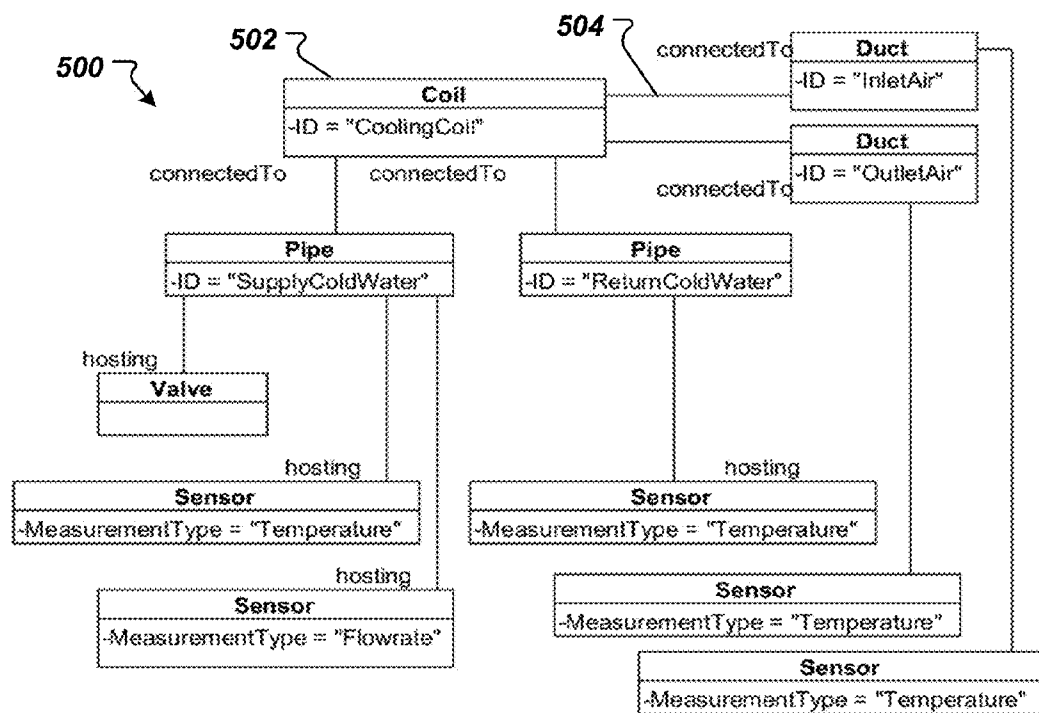 500
502
504
connectedTo
Duct
-ID = "InletAir"
Coil
-ID = "CoolingCoil"
Duct
-ID = "OutletAir"
connectedTo
connectedTo
connectedTo
Pipe
-ID = "SupplyColdWater"
Pipe
-ID = "ReturnColdWater"
hosting
Valve
hosting
Sensor
-MeasurementType = "Temperature"
hosting
Sensor
-MeasurementType = "Temperature"
hosting
Sensor
-MeasurementType = "Flowrate"
Sensor
-MeasurementType = "Temperature"
Sensor
-MeasurementType = "Temperature"